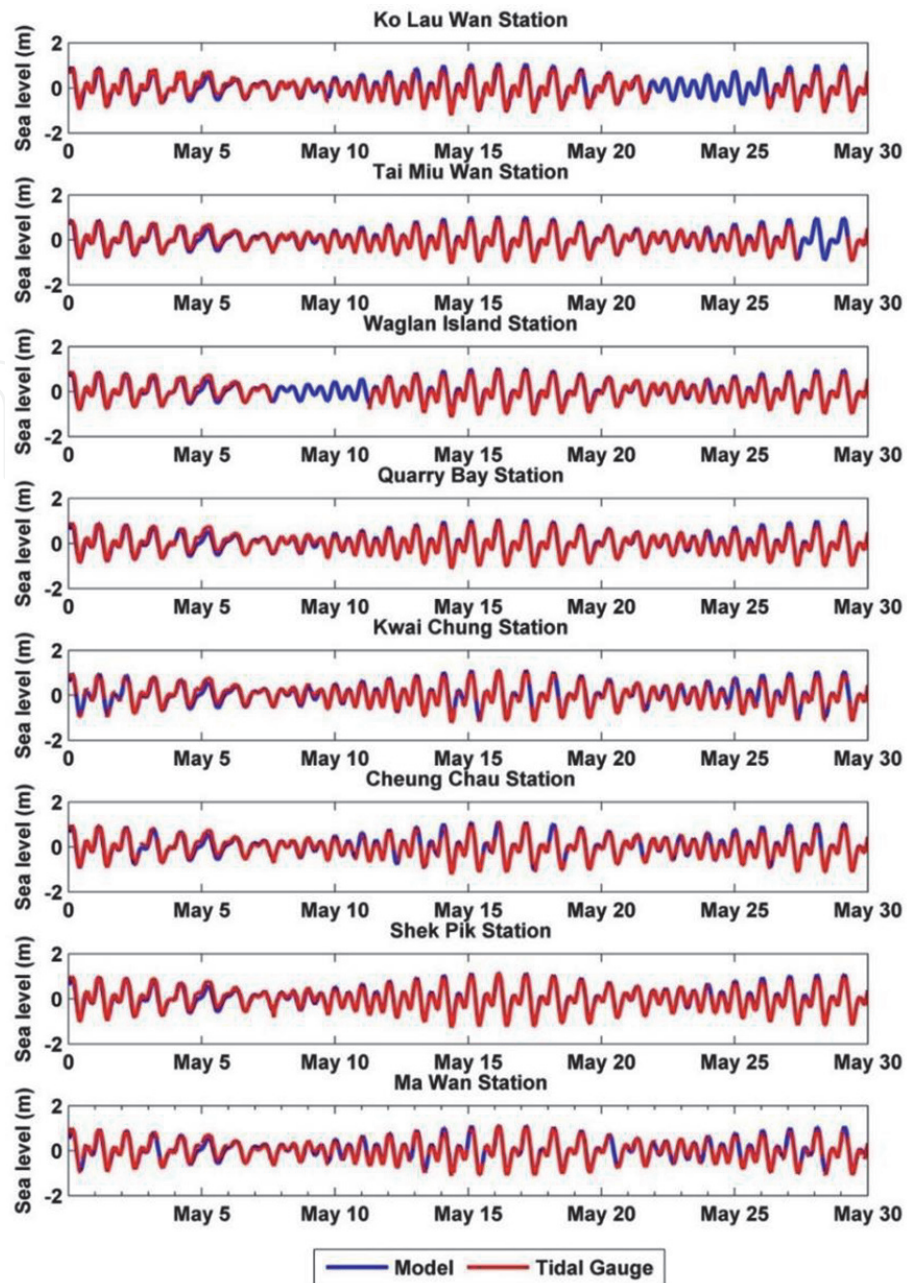 Ko Lau Wan Station
Sea level (m)
2
0
-2
0 May 5 May 10 May 15 May 20 May 25 May 30
Tai Miu Wan Station
Sea level (m)
2
0
-2
0 May 5 May 10 May 15 May 20 May 25 May 30
Waglan Island Station
Sea level (m)
2
0
-2
0 May 5 May 10 May 15 May 20 May 25 May 30
Quarry Bay Station
Sea level (m)
2
0
-2
0 May 5 May 10 May 15 May 20 May 25 May 30
Kwai Chung Station
Sea level (m)
2
0
-2
0 May 5 May 10 May 15 May 20 May 25 May 30
Cheung Chau Station
Sea level (m)
2
0
-2
0 May 5 May 10 May 15 May 20 May 25 May 30
Shek Pik Station
Sea level (m)
2
0
-2
0 May 5 May 10 May 15 May 20 May 25 May 30
Ma Wan Station
Sea level (m)
2
0
-2
May 5 May 10 May 15 May 20 May 25 May 30
Model Tidal Gauge